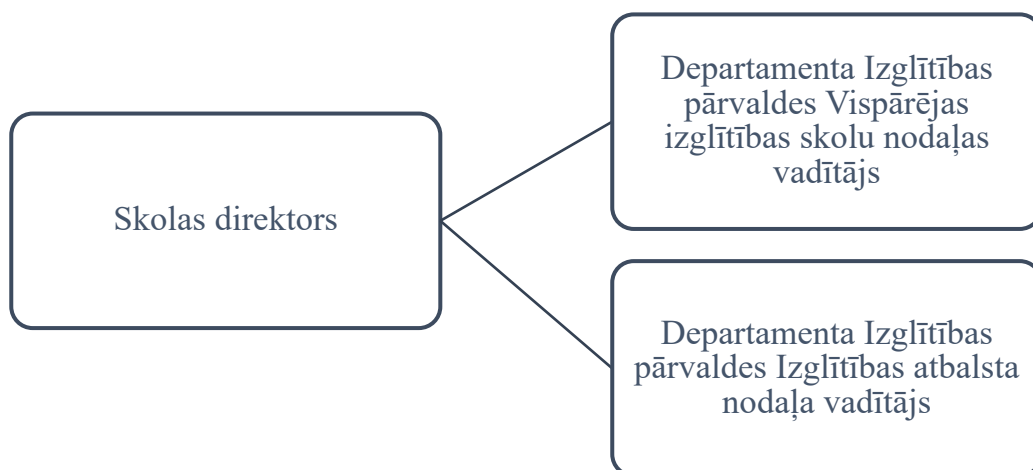 Skolas direktors
Departamenta Izglītības
pārvaldes Vispārējas
izglītības skolu nodaļas
vadītājs
Departamenta Izglītības
pārvaldes Izglītības atbalsta
nodaļa vadītājs